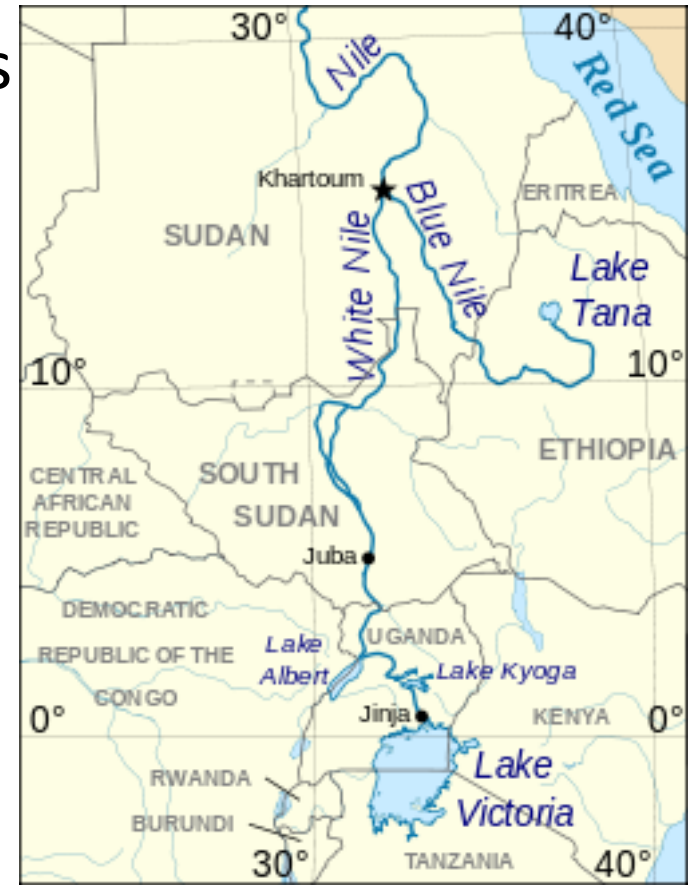 30°
40°
s
Nile
Red Sea
Khartoum
Blue Nile
ERITREA
SUDAN
White Nile
Lake
Tana
10°
10°
ETHIOPIA
SOUTH
SUDAN
CENTRAL
AFRICAN
REPUBLIC
Juba
DEMOCRATIC
REPUBLIC OF THE
CONGO
UGANDA
Lake
Albert
Lake Kyoga
Jinja
KENYA
0°
0°
Lake
Victoria
RWANDA
BURUNDI
TANZANIA
30°
40°